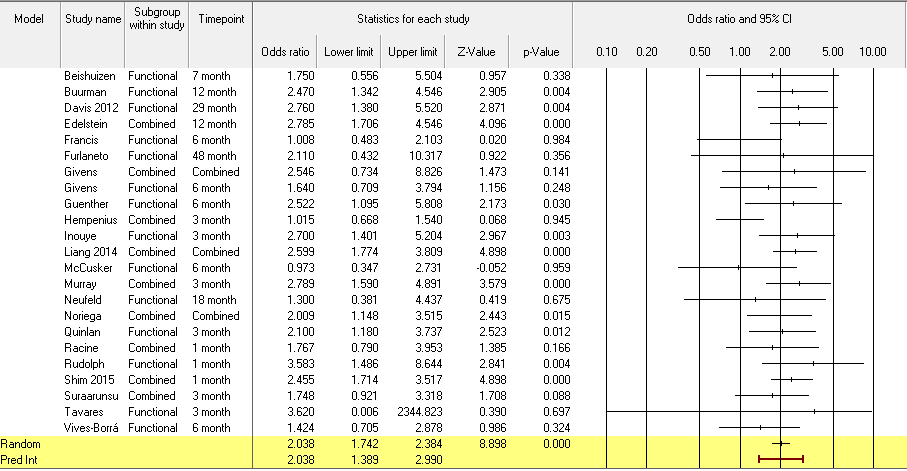 Model Study name Subgroup within study Timepoint Statistics for each study Odds ratio and 95% CI
Odds ratio Lower limit Upper limit Z-Value p-Value 0.10 0.20 0.50 1.00 2.00 5.00 10.00
Beishuizen Functional 7 month 1.750 0.556 5.504 0.957 0.338
Buurman Functional 12 month 2.470 1.342 4.546 2.905 0.004
Davis 2012 Functional 29 month 2.760 1.380 5.520 2.871 0.004
Edelstein Combined 12 month 2.785 1.706 4.546 4.096 0.000
Francis Functional 6 month 1.008 0.483 2.103 0.020 0.984
Furlaneto Functional 48 month 2.110 0.432 10.317 0.922 0.356
Givens Combined Combined 2.546 0.734 8.826 1.473 0.141
Givens Functional 6 month 1.640 0.709 3.794 1.156 0.248
Guenther Functional 6 month 2.522 1.095 5.808 2.173 0.030
Hempenius Combined 3 month 1.015 0.668 1.540 0.068 0.945
Inouye Functional 3 month 2.700 1.401 5.204 2.967 0.003
Liang 2014 Combined Combined 2.599 1.774 3.809 4.898 0.000
McCusker Functional 6 month 0.973 0.347 2.731 -0.052 0.959
Murray Combined 3 month 2.789 1.590 4.891 3.579 0.000
Neufeld Functional 18 month 1.300 0.381 4.437 0.419 0.675
Noriega Combined Combined 2.009 1.148 3.515 2.443 0.015
Quinlan Functional 3 month 2.100 1.180 3.737 2.523 0.012
Racine Combined 1 month 1.767 0.790 3.953 1.385 0.166
Rudolph Functional 1 month 3.583 1.486 8.644 2.841 0.004
Shim 2015 Combined 1 month 2.455 1.714 3.517 4.898 0.000
Suraarunsu Combined 3 month 1.748 0.921 3.318 1.708 0.088
Tavares Functional 3 month 3.620 0.006 2344.823 0.390 0.697
Vives-Borrá Functional 6 month 1.424 0.705 2.878 0.986 0.324
Random 2.038 1.742 2.384 8.898 0.000
Pred Int 2.038 1.389 2.990